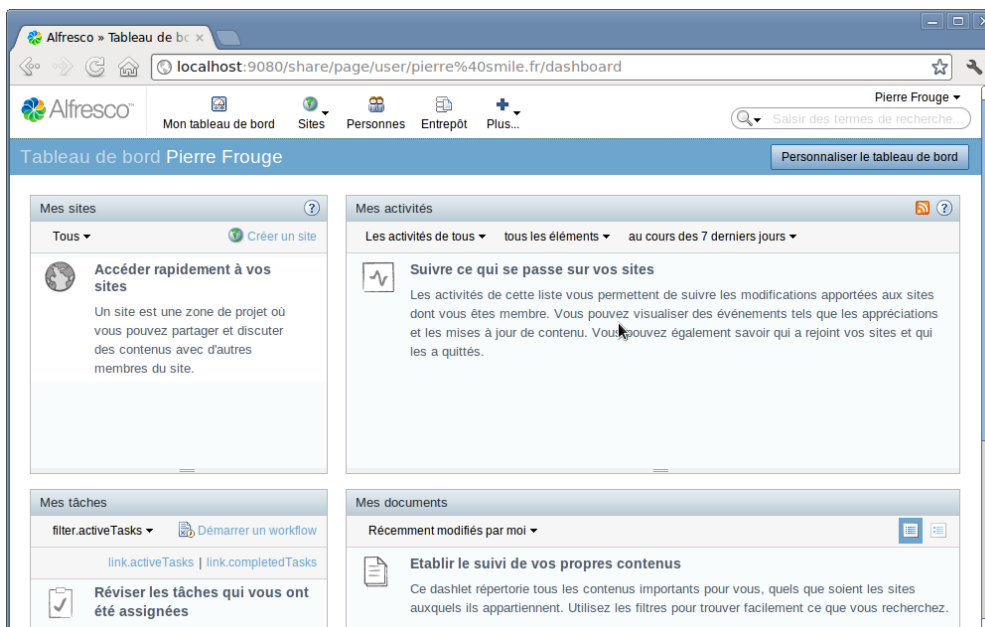 Alfresco » Tableau de bc
localhost:9080/share/page/user/pierre%40smile.fr/dashboard
Pierre Frouge
Alfresco™
Mon tableau de bord Sites Personnes Entrepôt Plus...
Saisir des termes de recherche...
Tableau de bord Pierre Frouge
Personnaliser le tableau de bord
Mes sites
Tous
Créer un site
Accéder rapidement à vos
sites
Un site est une zone de projet où
vous pouvez partager et discuter
des contenus avec d'autres
membres du site.
Mes activités
Les activités de tous tous les éléments au cours des 7 derniers jours
Suivre ce qui se passe sur vos sites
Les activités de cette liste vous permettent de suivre les modifications apportées aux sites
dont vous êtes membre. Vous pouvez visualiser des événements tels que les appréciations
et les mises à jour de contenu. Vous pouvez également savoir qui a rejoint vos sites et qui
les a quittés.
Mes tâches
filter.activeTasks
Démarrer un workflow
link.activeTasks | link.completedTasks
Réviser les tâches qui vous ont
été assignées
Mes documents
Récemment modifiés par moi
Etablir le suivi de vos propres contenus
Ce dashlet répertorie tous les contenus importants pour vous, quels que soient les sites
auxquels ils appartiennent. Utilisez les filtres pour trouver facilement ce que vous recherchez.